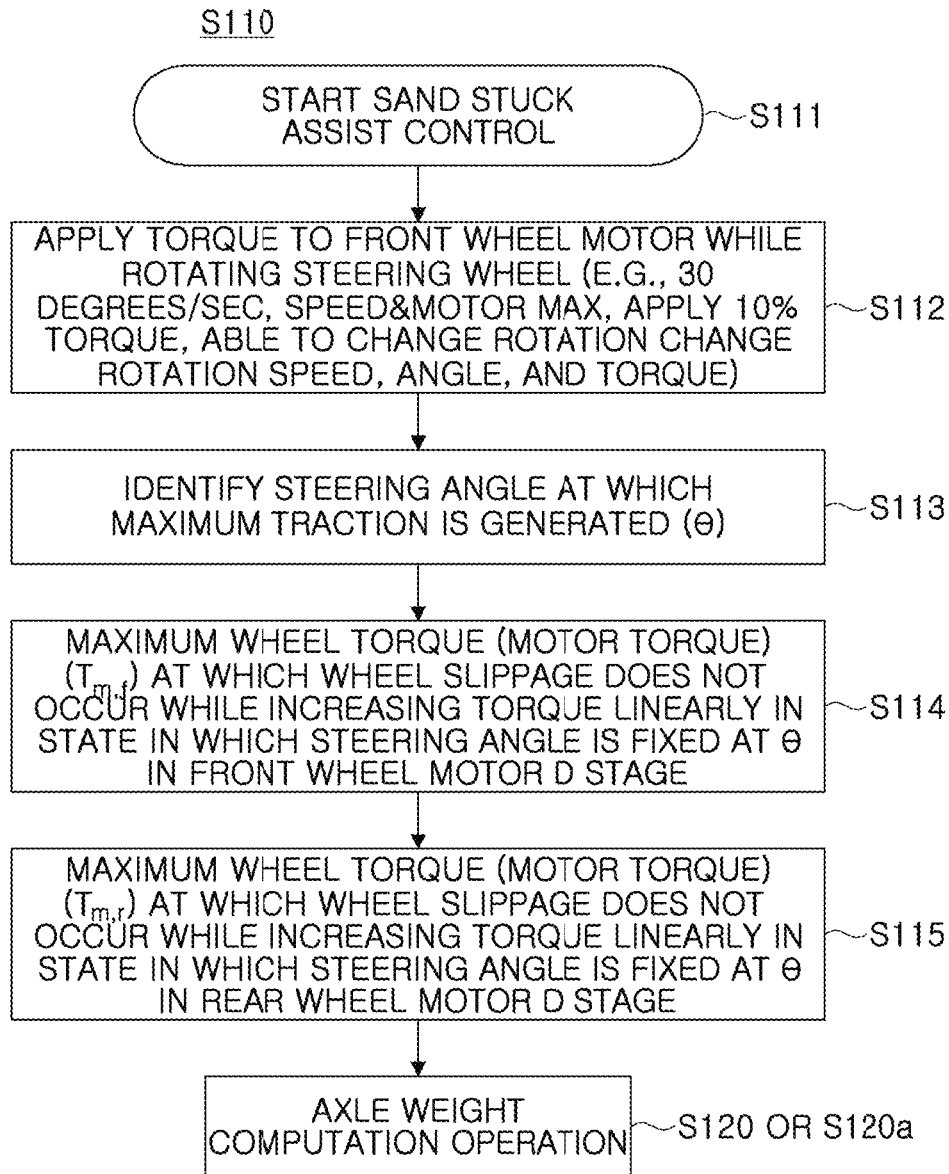 S110
START SAND STUCK
ASSIST CONTROL
S111
APPLY TORQUE TO FRONT WHEEL MOTOR WHILE
ROTATING STEERING WHEEL (E.G., 30
DEGREES/SEC, SPEED&MOTOR MAX, APPLY 10%
TORQUE, ABLE TO CHANGE ROTATION CHANGE
ROTATION SPEED, ANGLE, AND TORQUE)
S112
IDENTIFY STEERING ANGLE AT WHICH
MAXIMUM TRACTION IS GENERATED (θ)
S113
MAXIMUM WHEEL TORQUE (MOTOR TORQUE)
(Tm,f) AT WHICH WHEEL SLIPPAGE DOES NOT
OCCUR WHILE INCREASING TORQUE LINEARLY IN
STATE IN WHICH STEERING ANGLE IS FIXED AT θ
IN FRONT WHEEL MOTOR D STAGE
S114
MAXIMUM WHEEL TORQUE (MOTOR TORQUE)
(Tm,r) AT WHICH WHEEL SLIPPAGE DOES NOT
OCCUR WHILE INCREASING TORQUE LINEARLY IN
STATE IN WHICH STEERING ANGLE IS FIXED AT θ
IN REAR WHEEL MOTOR D STAGE
S115
AXLE WEIGHT
COMPUTATION OPERATION
S120 OR S120a